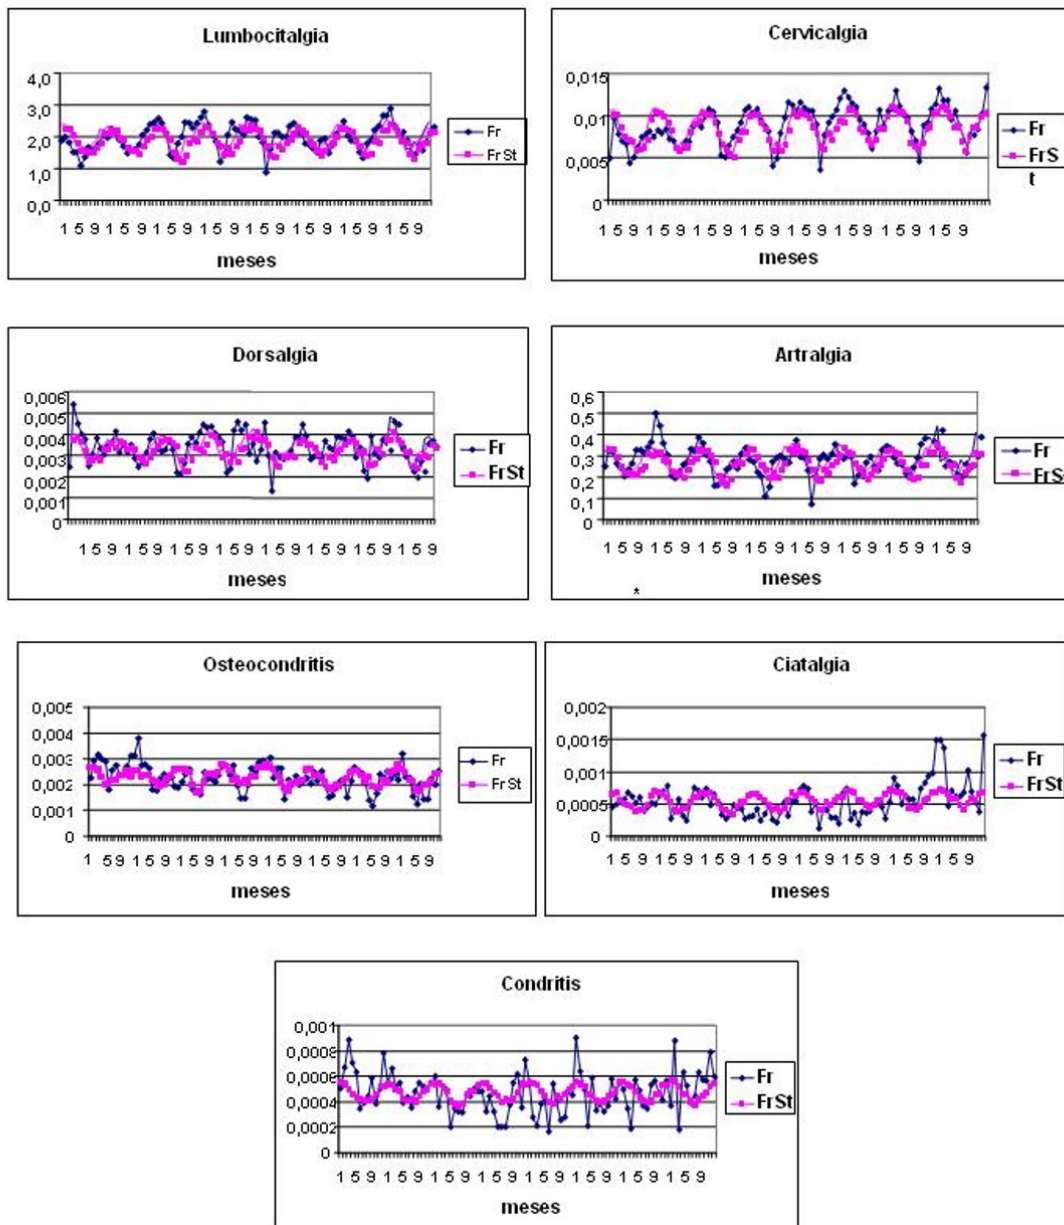 Lumbocitalgia
4,0
3,0
2,0
1,0
0,0
1 5 9 1 5 9 1 5 9 1 5 9 1 5 9 1 5 9 1 5 9 1 5 9
meses
Fr
FrSt
Cervicalgia
0,015
0,01
0,005
0
1 5 9 1 5 9 1 5 9 1 5 9 1 5 9 1 5 9 1 5 9 1 5 9
meses
Fr
FrS
t
Dorsalgia
0,006
0,005
0,004
0,003
0,002
0,001
0
1 5 9 1 5 9 1 5 9 1 5 9 1 5 9 1 5 9 1 5 9 1 5 9
meses
Fr
FrSt
Artralgia
0,6
0,5
0,4
0,3
0,2
0,1
0
1 5 9 1 5 9 1 5 9 1 5 9 1 5 9 1 5 9 1 5 9 1 5 9
meses
*
Fr
FrSt
Osteocondritis
0,005
0,004
0,003
0,002
0,001
0
1 5 9 1 5 9 1 5 9 1 5 9 1 5 9 1 5 9 1 5 9 1 5 9
meses
Fr
FrSt
Ciatalgia
0,002
0,0015
0,001
0,0005
0
1 5 9 1 5 9 1 5 9 1 5 9 1 5 9 1 5 9 1 5 9 1 5 9
meses
Fr
FrSt
Condritis
0,001
0,0008
0,0006
0,0004
0,0002
0
1 5 9 1 5 9 1 5 9 1 5 9 1 5 9 1 5 9 1 5 9 1 5 9
meses
Fr
FrSt